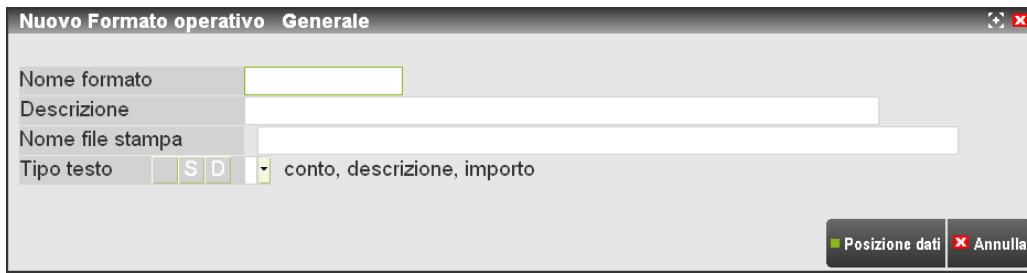 Nuovo Formato operativo Generale
Nome formato
Descrizione
Nome file stampa
Tipo testo S D conto, descrizione, importo
Posizione dati Annulla